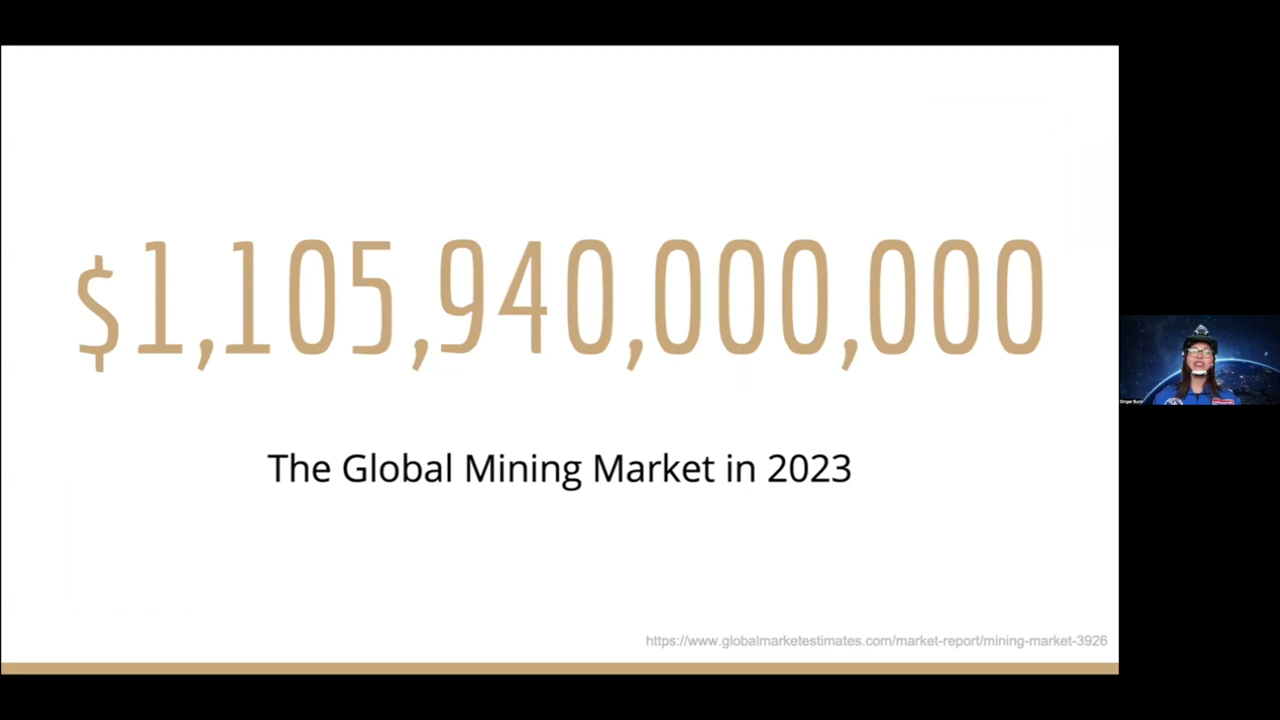 $1,105,940,000,000
The Global Mining Market in 2023
https://www.globalmarketestimates.com/market-report/mining-market-3926